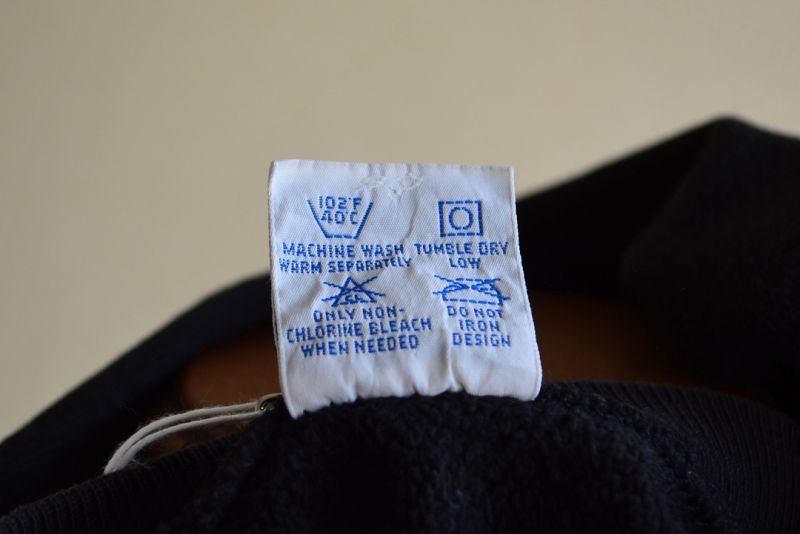 102°F
40°C
MACHINE WASH
WARM SEPARATELY
TUMBLE DRY
LOW
ONLY NON-
CHLORINE BLEACH
WHEN NEEDED
DO NOT
IRON
DESIGN